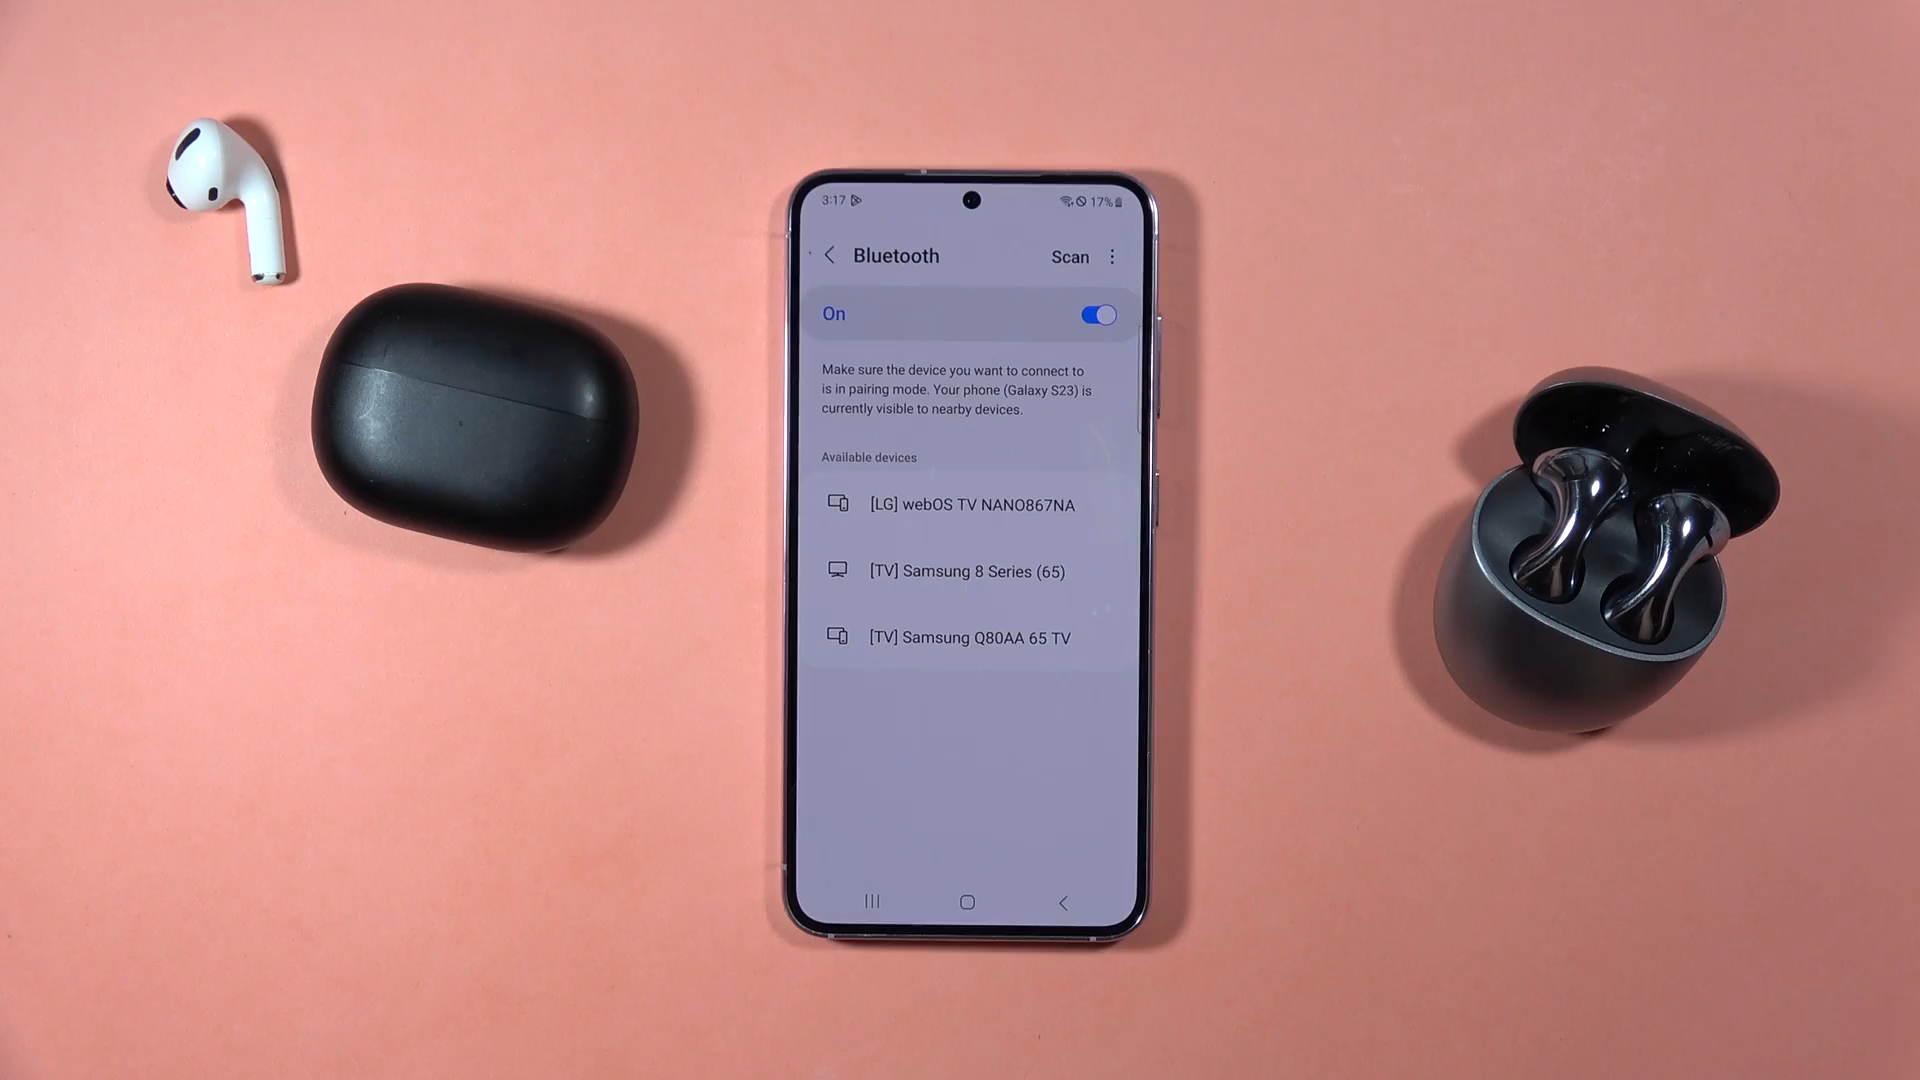 3:17
17%
Bluetooth
Scan
On
Make sure the device you want to connect to
is in pairing mode. Your phone (Galaxy S23) is
currently visible to nearby devices.
Available devices
[LG] webOS TV NANO867NA
[TV] Samsung 8 Series (65)
[TV] Samsung Q80AA 65 TV